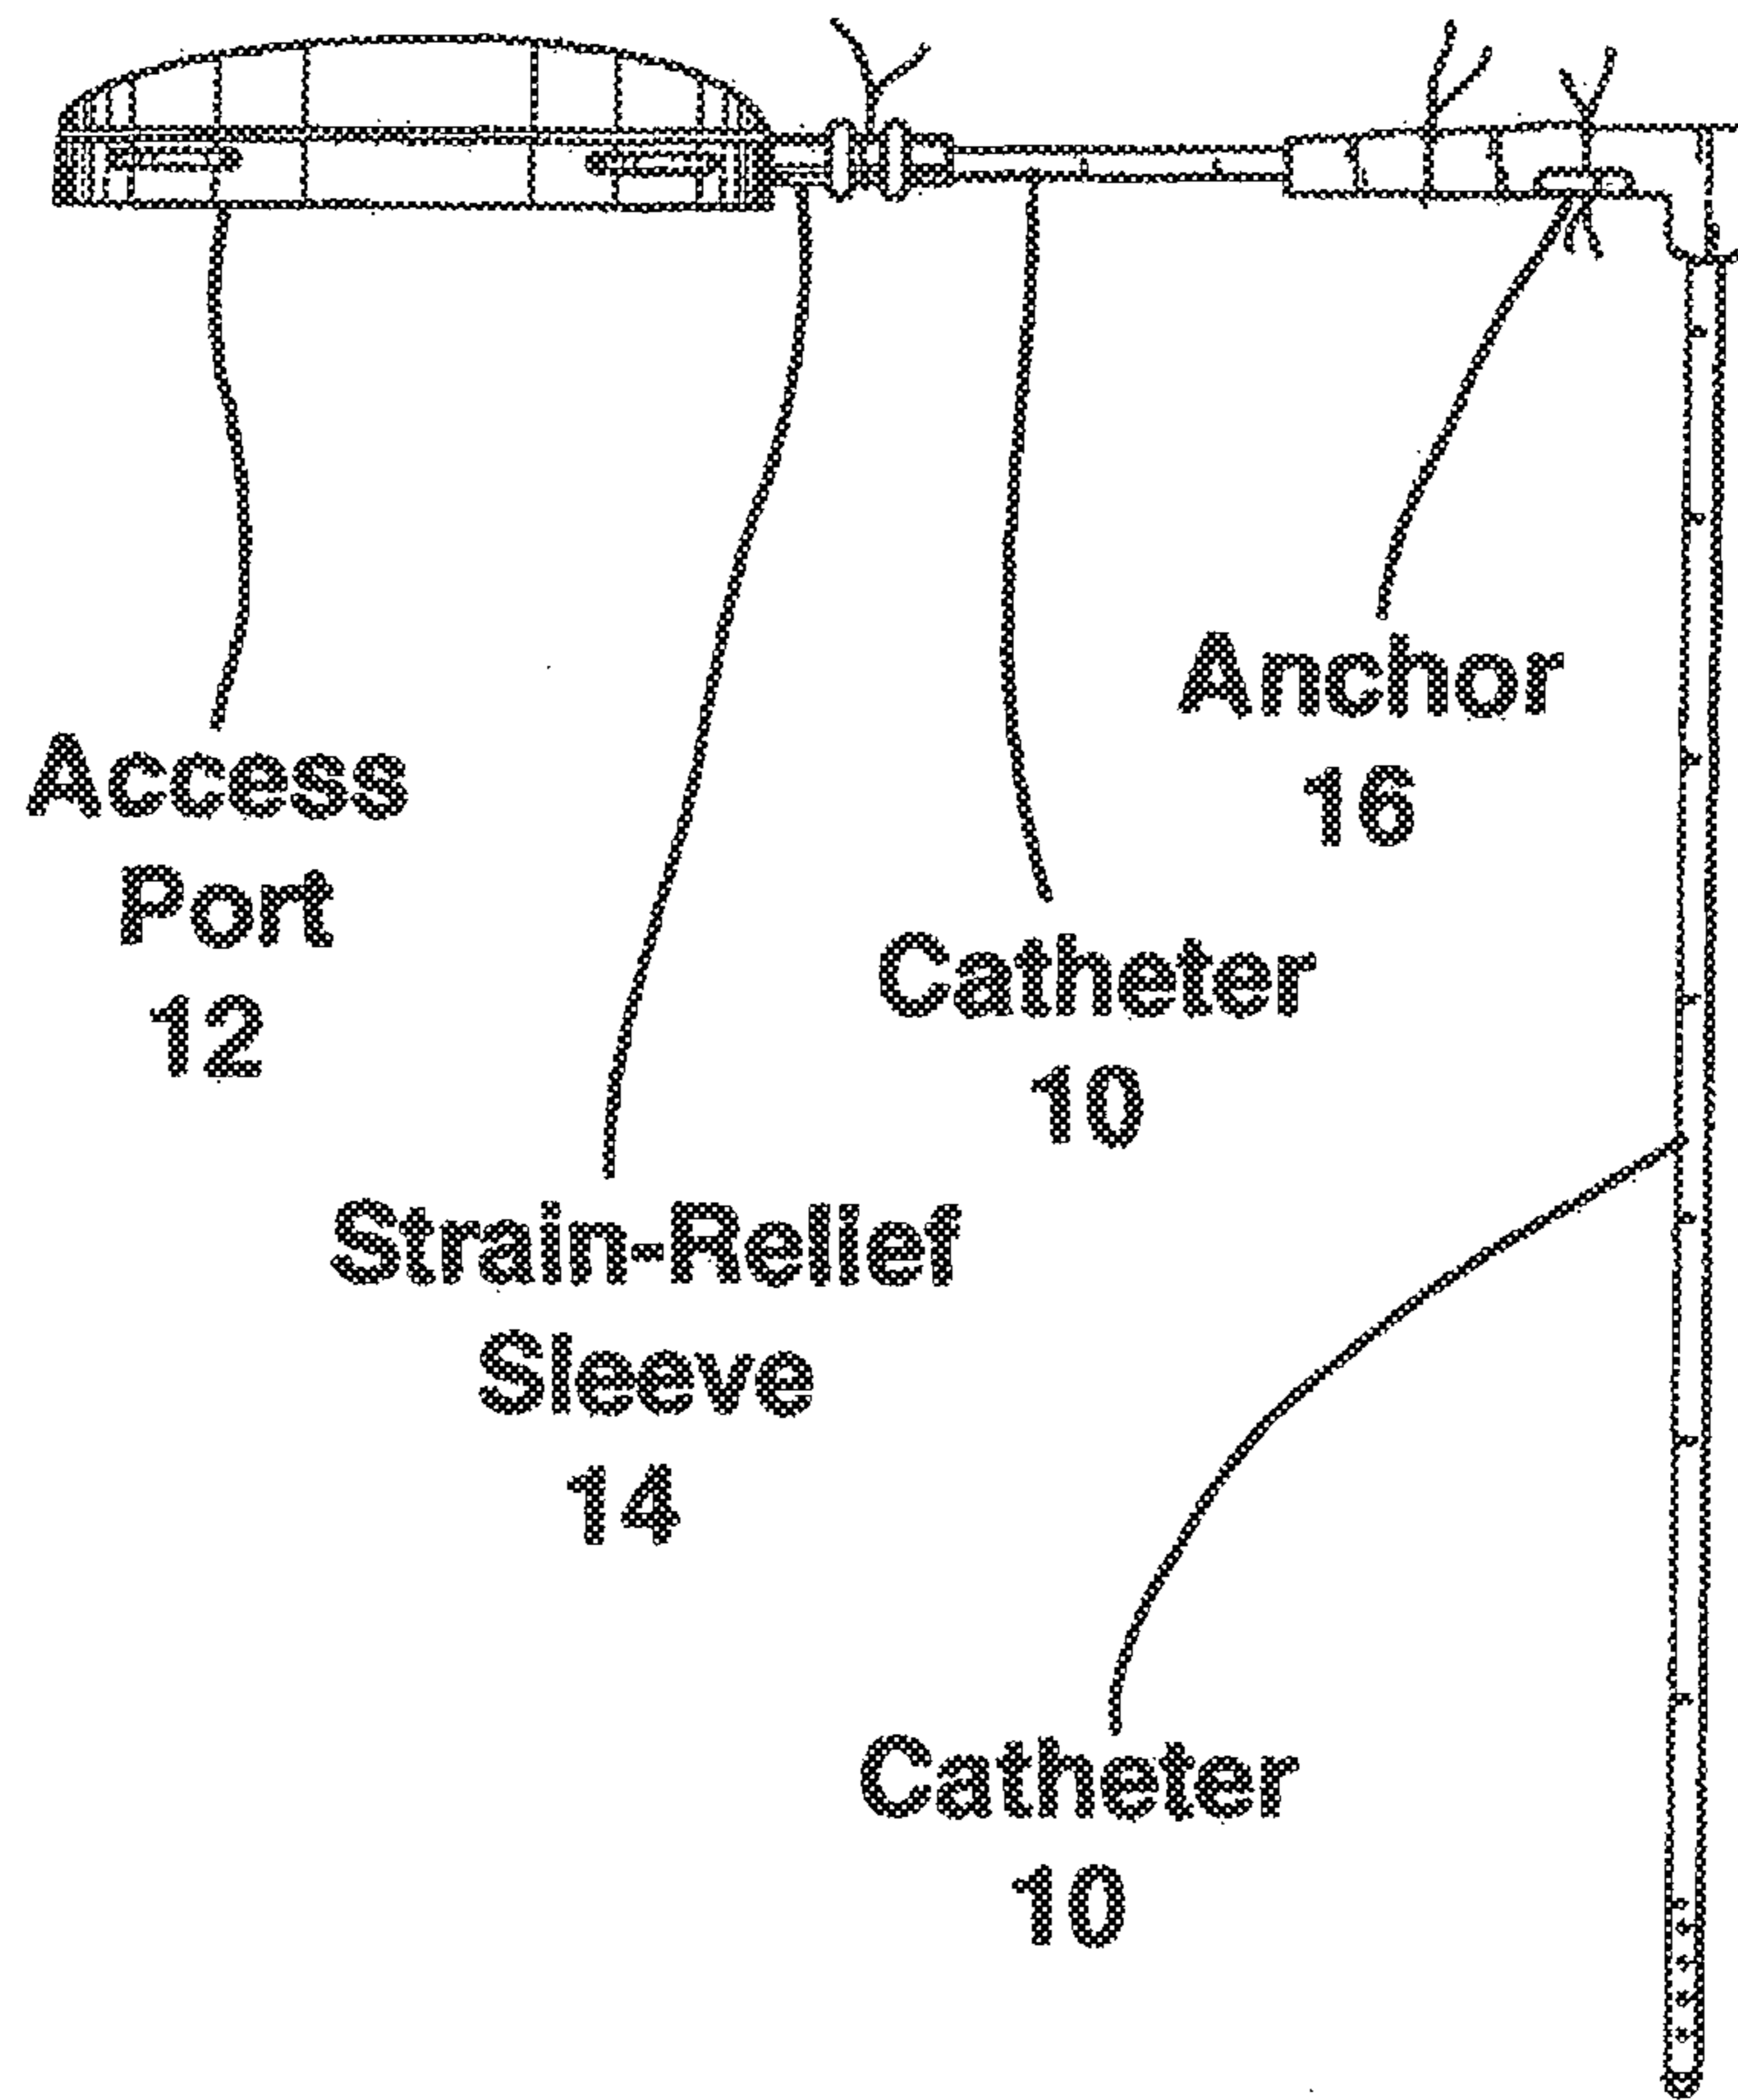 Access
Port
12
Strain-Relief
Sleeve
14
Catheter
10
Anchor
16
Catheter
10